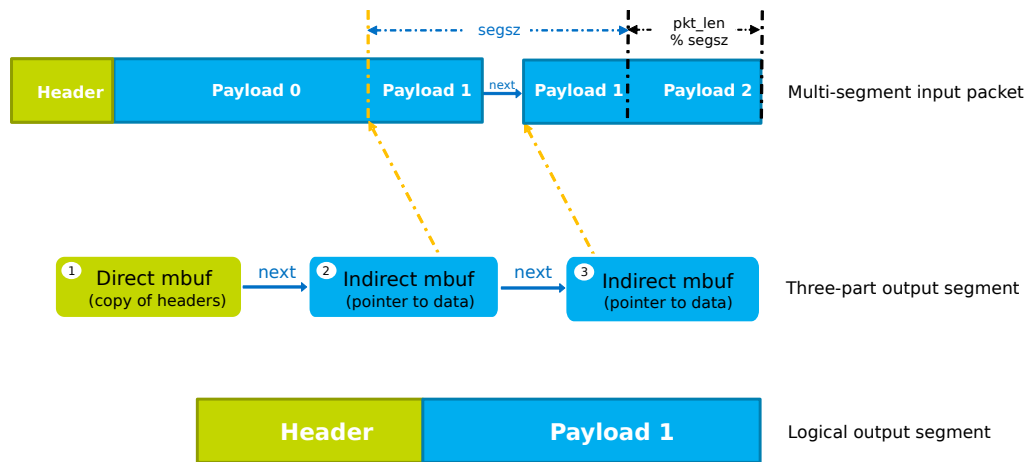 segsz
pkt_len
% segsz
Header
Payload 0
Payload 1
next
Payload 1
Payload 2
Multi-segment input packet
1
Direct mbuf
(copy of headers)
next
2
Indirect mbuf
(pointer to data)
next
3
Indirect mbuf
(pointer to data)
Three-part output segment
Header
Payload 1
Logical output segment